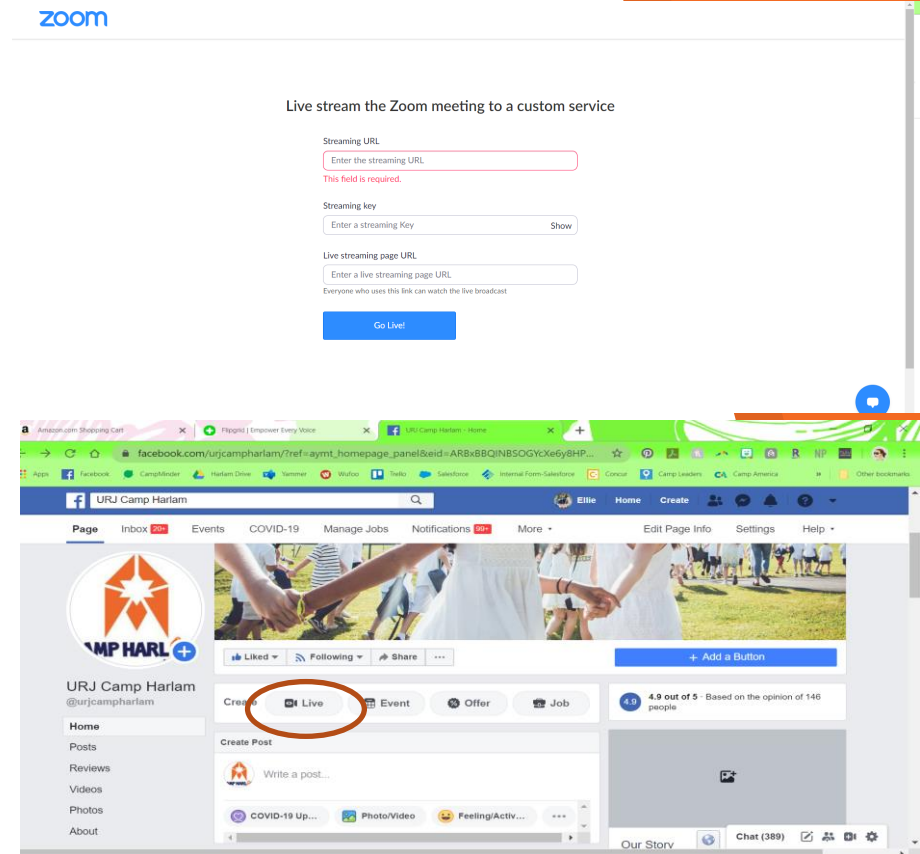 zoom
Live stream the Zoom meeting to a custom service
Streaming URL
Enter the streaming URL
This field is required.
Streaming key
Enter a streaming Key Show
Live streaming page URL
Enter a live streaming page URL
Everyone who uses this link can watch the live broadcast
Go Live!
a Amazon.com Shopping Cart Flipgrid | Empower Every Voice URJ Camp Harlam - Home
facebook.com/urjcampharlam/?ref=aymt_homepage_panel&eid=ARBxBBQINBSOGYcXe6y8HP... R NP
Apps Facebook CampMinder Harlam Drive Yammer Wufoo Trello Salesforce Internal Form-Salesforce Concur Camp Leaders CA Camp America » Other bookmarks
URJ Camp Harlam Ellie Home Create
Page Inbox 20+ Events COVID-19 Manage Jobs Notifications 99+ More Edit Page Info Settings Help
AMP HARL
Liked Following Share ... + Add a Button
URJ Camp Harlam
@urjcampharlam
Create Live Event Offer Job
4.9 4.9 out of 5 · Based on the opinion of 146 people
Home
Posts
Reviews
Videos
Photos
About
Create Post
Write a post...
COVID-19 Up... Photo/Video Feeling/Activ... ...
Our Story
Chat (389)